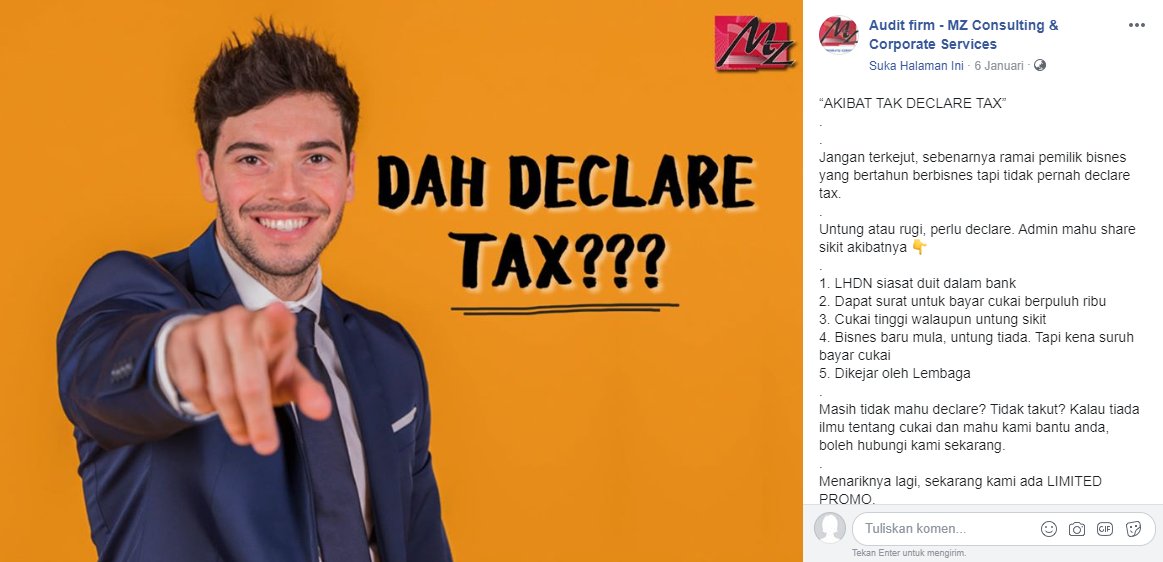 MZ
DAH DECLARE
TAX???
Audit firm - MZ Consulting &
Corporate Services
Suka Halaman Ini · 6 Januari ·
“AKIBAT TAK DECLARE TAX”
.
.
Jangan terkejut, sebenarnya ramai pemilik bisnes
yang bertahun berbisnes tapi tidak pernah declare
tax.
.
Untung atau rugi, perlu declare. Admin mahu share
sikit akibatnya 👇
.
1. LHDN siasat duit dalam bank
2. Dapat surat untuk bayar cukai berpuluh ribu
3. Cukai tinggi walaupun untung sikit
4. Bisnes baru mula, untung tiada. Tapi kena suruh
bayar cukai
5. Dikejar oleh Lembaga
.
Masih tidak mahu declare? Tidak takut? Kalau tiada
ilmu tentang cukai dan mahu kami bantu anda,
boleh hubungi kami sekarang.
.
Menariknya lagi, sekarang kami ada LIMITED
PROMO.
Tuliskan komen...
GIF
Tekan Enter untuk mengirim.